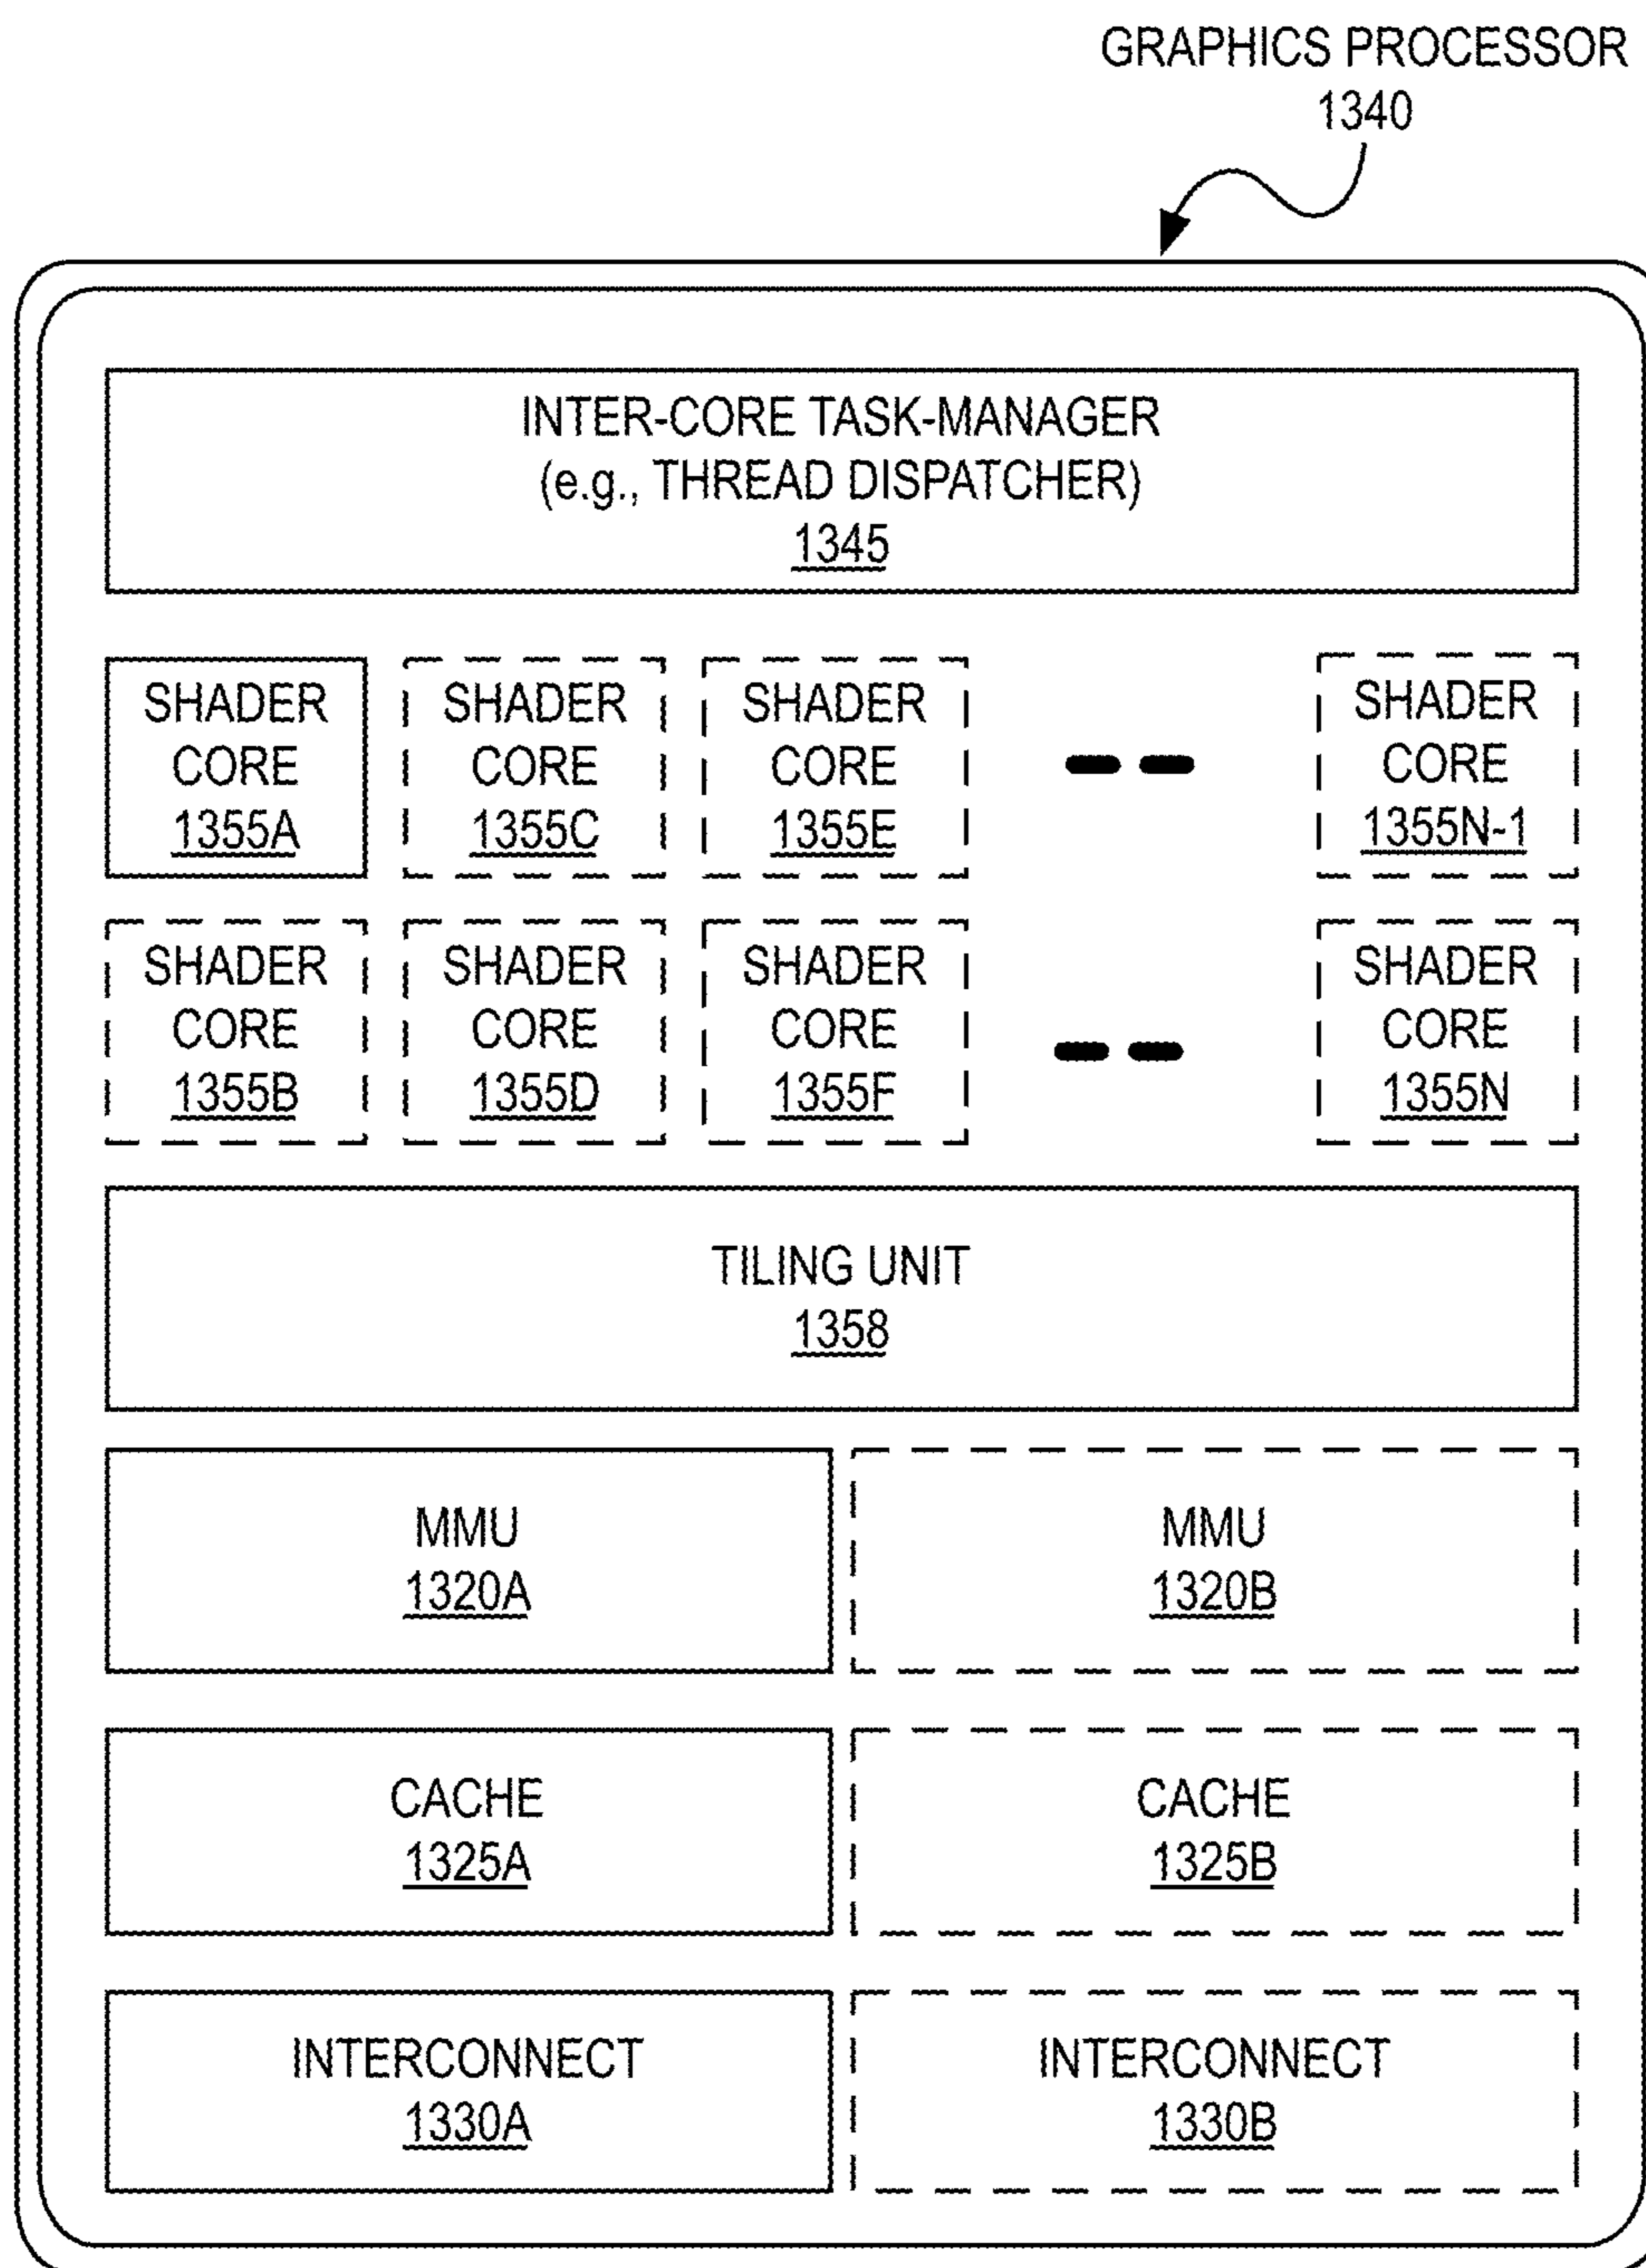 GRAPHICS PROCESSOR
1340
INTER-CORE TASK-MANAGER
(e.g., THREAD DISPATCHER)
1345
SHADER
CORE
1355A
SHADER
CORE
1355C
SHADER
CORE
1355E
SHADER
CORE
1355N-1
SHADER
CORE
1355B
SHADER
CORE
1355D
SHADER
CORE
1355F
SHADER
CORE
1355N
TILING UNIT
1358
MMU
1320A
MMU
1320B
CACHE
1325A
CACHE
1325B
INTERCONNECT
1330A
INTERCONNECT
1330B